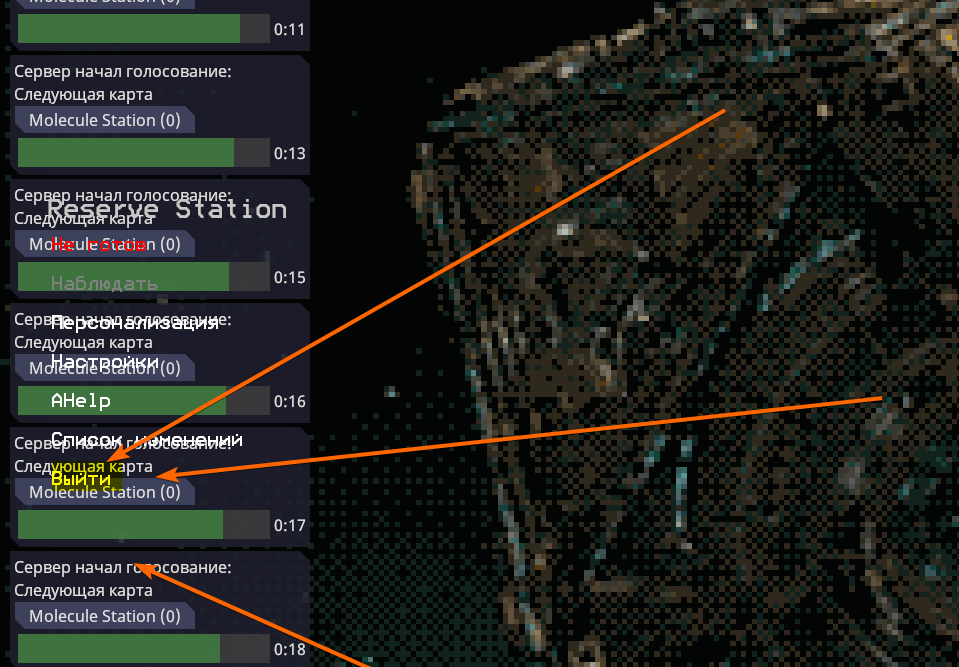 Molecule Station (0)
0:11
Сервер начал голосование:
Следующая карта
Molecule Station (0)
0:13
Сервер начал голосование:
Reserve Station
Следующая карта
Не готов
Molecule Station (0)
0:15
Наблюдать
Сервер начал голосование:
Персонализация
Следующая карта
Настройки
Molecule Station (0)
AHelp
0:16
Список изменений
Сервер начал голосование:
Следующая карта
Выйти
Molecule Station (0)
0:17
Сервер начал голосование:
Следующая карта
Molecule Station (0)
0:18